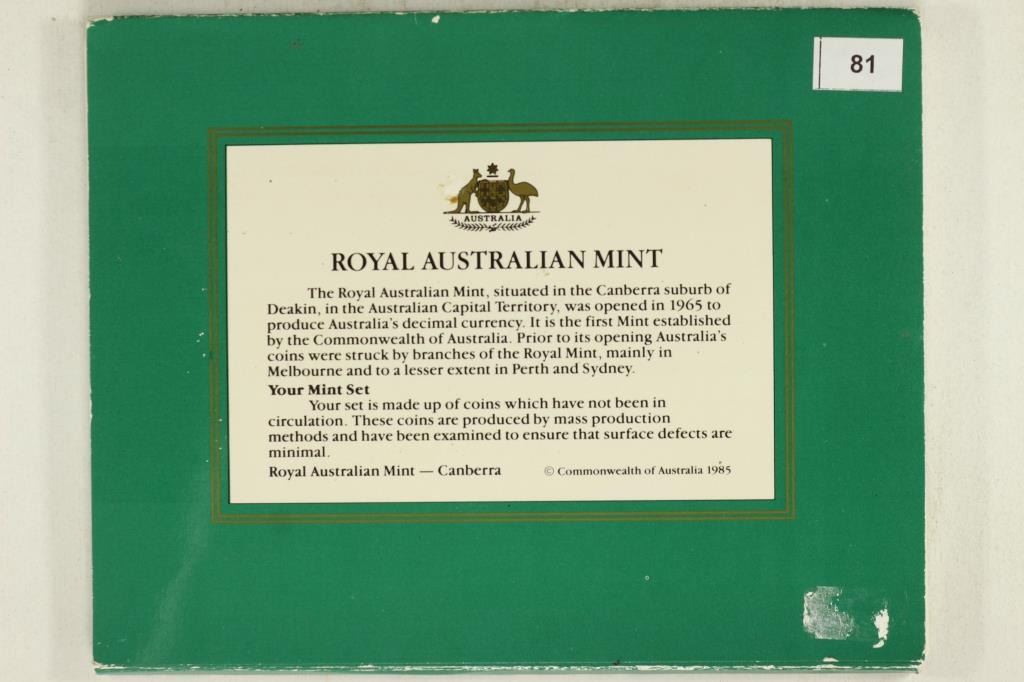 81
AUSTRALIA
ROYAL AUSTRALIAN MINT
The Royal Australian Mint, situated in the Canberra suburb of
Deakin, in the Australian Capital Territory, was opened in 1965 to
produce Australia's decimal currency. It is the first Mint established
by the Commonwealth of Australia. Prior to its opening Australia's
coins were struck by branches of the Royal Mint, mainly in
Melbourne and to a lesser extent in Perth and Sydney.
Your Mint Set
Your set is made up of coins which have not been in
circulation. These coins are produced by mass production
methods and have been examined to ensure that surface defects are
minimal.
Royal Australian Mint — Canberra © Commonwealth of Australia 1985